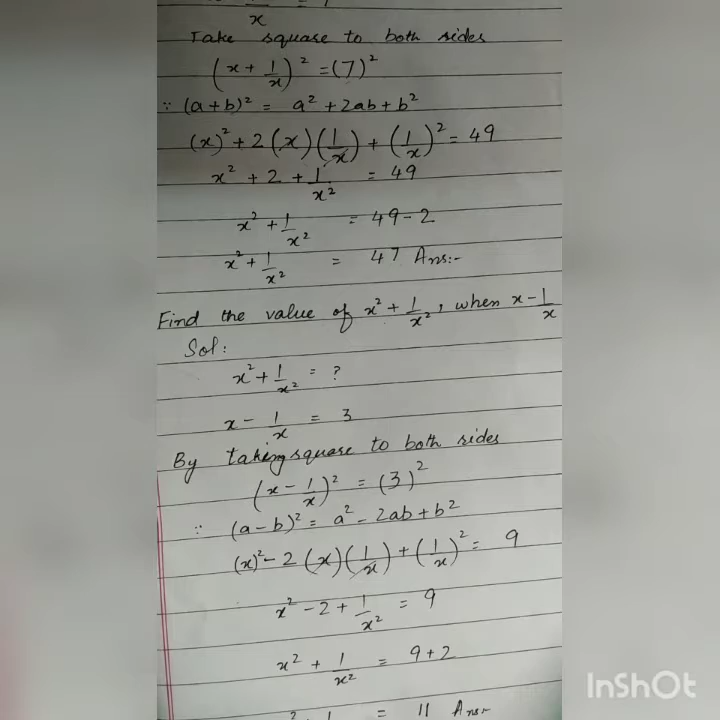 x
Take square to both sides
(x + 1/x)² = (7)²
∵ (a+b)² = a² + 2ab + b²
(x)² + 2(x)(1/x) + (1/x)² = 49
x² + 2 + 1/x² = 49
x² + 1/x² = 49-2
x² + 1/x² = 47 Ans:-
Find the value of x² + 1/x², when x - 1/x
Sol:
x² + 1/x² = ?
x - 1/x = 3
By taking square to both sides
(x - 1/x)² = (3)²
∵ (a-b)² = a² - 2ab + b²
(x)² - 2(x)(1/x) + (1/x)² = 9
x² - 2 + 1/x² = 9
x² + 1/x² = 9+2
= 11 Ans:-
InShOt